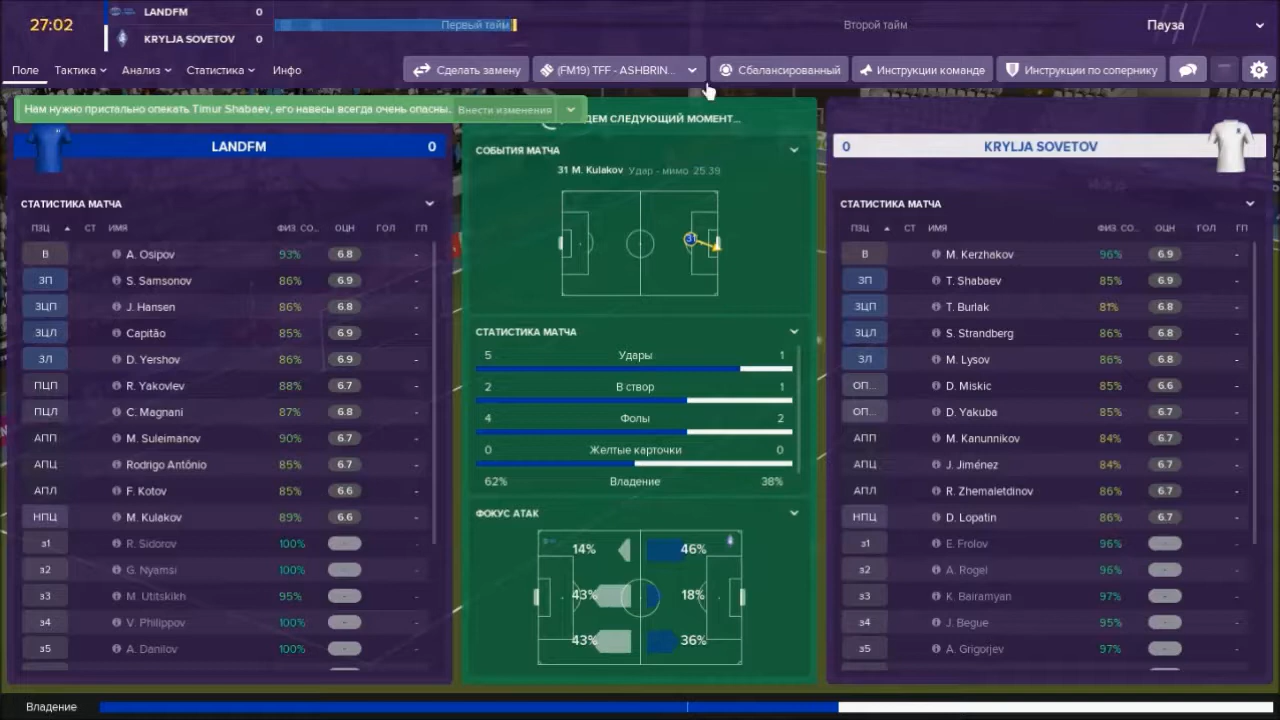 27:02
LANDFM 0
KRYLJA SOVETOV 0
Первый тайм
Второй тайм
Пауза
Поле Тактика Анализ Статистика Инфо
Сделать замену (FM19) TFF - ASHBRIN... Сбалансированный Инструкции команде Инструкции по сопернику
Нам нужно пристально опекать Timur Shabaev, его навесы всегда очень опасны. Внести изменения
ДЕМ СЛЕДУЮЩИЙ МОМЕНТ...
LANDFM 0
СТАТИСТИКА МАТЧА
ПЗЦ СТ ИМЯ ФИЗ СО... ОЦН ГОЛ ГП
В A. Osipov 93% 6.8 -
ЗП S. Samsonov 86% 6.9 -
ЗЦП J. Hansen 86% 6.8 -
ЗЦЛ Capitão 85% 6.9 -
ЗЛ D. Yershov 86% 6.9 -
ПЦП R. Yakovlev 88% 6.7 -
ПЦЛ C. Magnani 87% 6.8 -
АПП M. Suleimanov 90% 6.7 -
АПЦ Rodrigo Antônio 85% 6.7 -
АПЛ F. Kotov 85% 6.6 -
НПЦ M. Kulakov 89% 6.6 -
з1 R. Sidorov 100% - -
з2 G. Nyamsi 100% - -
з3 M. Utitskikh 95% - -
з4 V. Philippov 100% - -
з5 A. Danilov 100% - -
СОБЫТИЯ МАТЧА
31 M. Kulakov Удар - мимо 25:39
31
СТАТИСТИКА МАТЧА
5 Удары 1
2 В створ 1
4 Фолы 2
0 Желтые карточки 0
62% Владение 38%
ФОКУС АТАК
14% 46%
43% 18%
43% 36%
0 KRYLJA SOVETOV
СТАТИСТИКА МАТЧА
ПЗЦ СТ ИМЯ ФИЗ СО... ОЦН ГОЛ ГП
В M. Kerzhakov 96% 6.9 -
ЗП T. Shabaev 85% 6.9 -
ЗЦП T. Burlak 81% 6.8 -
ЗЦЛ S. Strandberg 86% 6.8 -
ЗЛ M. Lysov 86% 6.8 -
ОП... D. Miskic 85% 6.6 -
ОП... D. Yakuba 85% 6.7 -
АПП M. Kanunnikov 84% 6.7 -
АПЦ J. Jiménez 84% 6.7 -
АПЛ R. Zhemaletdinov 86% 6.7 -
НПЦ D. Lopatin 86% 6.7 -
з1 E. Frolov 96% - -
з2 A. Rogel 96% - -
з3 K. Bairamyan 97% - -
з4 J. Begue 95% - -
з5 A. Grigorjev 97% - -
Владение